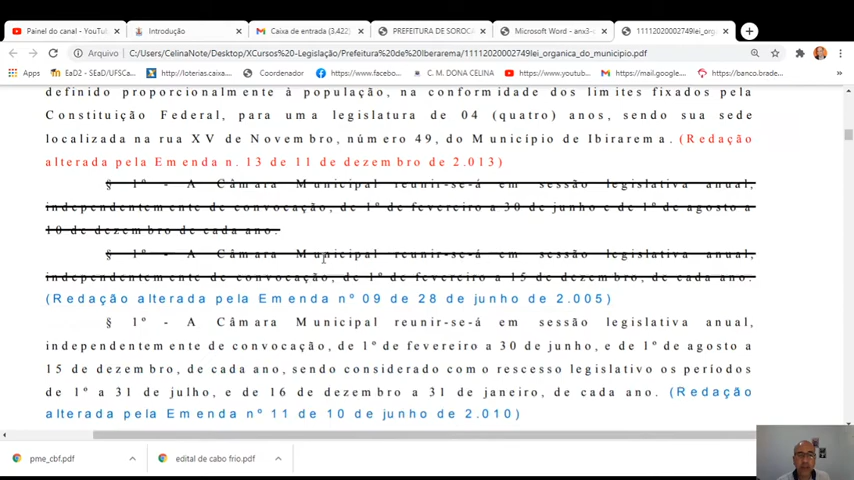 Painel do canal - YouTu
Introdução
Caixa de entrada (3.422)
PREFEITURA DE SOROCA
Microsoft Word - anx3-e
11112020002749lei_orga
Arquivo
C:/Users/CelinaNote/Desktop/XCursos%20-Legislação/Prefeitura%20de%20Iberarema/11112020002749lei_organica_do_municipio.pdf
Apps
EaD2 - SEaD/UFSCa...
http://loterias.caixa...
Coordenador
https://www.facebo...
C. M. DONA CELINA
https://www.youtub...
https://mail.google...
https://banco.brade...
definido proporcionalmente à população, na conformidade dos limites fixados pela
Constituição Federal, para uma legislatura de 04 (quatro) anos, sendo sua sede
localizada na rua XV de Novembro, número 49, do Município de Ibirarema. (Redação
alterada pela Emenda n. 13 de 11 de dezembro de 2.013)
§ 1º - A Câmara Municipal reunir-se-á em sessão legislativa anual,
independentemente de convocação, de 1º de fevereiro a 30 de junho e de 1º de agosto a
10 de dezembro de cada ano.
§ 1º - A Câmara Municipal reunir-se-á em sessão legislativa anual,
independentemente de convocação, de 1º de fevereiro a 15 de dezembro, de cada ano.
(Redação alterada pela Emenda nº 09 de 28 de junho de 2.005)
§ 1º - A Câmara Municipal reunir-se-á em sessão legislativa anual,
independentemente de convocação, de 1º de fevereiro a 30 de junho, e de 1º de agosto a
15 de dezembro, de cada ano, sendo considerado como rescesso legislativo os períodos
de 1º a 31 de julho, e de 16 de dezembro a 31 de janeiro, de cada ano. (Redação
alterada pela Emenda nº 11 de 10 de junho de 2.010)
pme_cbf.pdf
edital de cabo frio.pdf